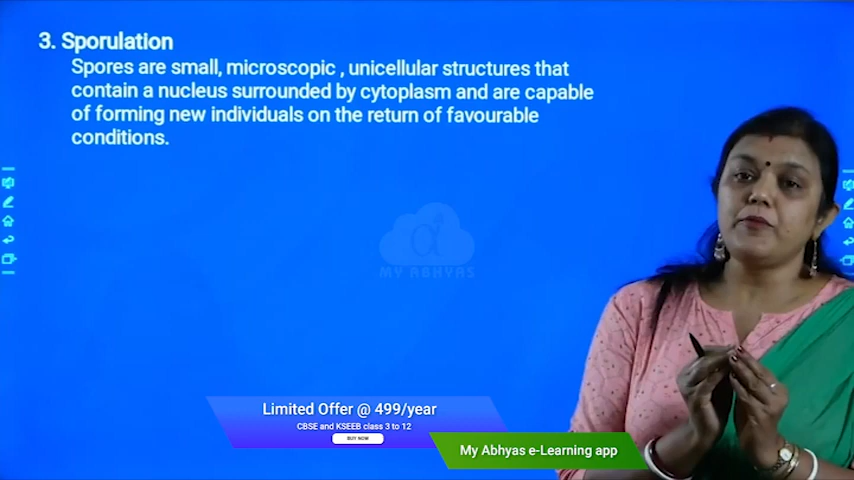 3. Sporulation
Spores are small, microscopic , unicellular structures that
contain a nucleus surrounded by cytoplasm and are capable
of forming new individuals on the return of favourable
conditions.
MY ABHYAS
Limited Offer @ 499/year
CBSE and KSEEB class 3 to 12
BUY NOW
My Abhyas e-Learning app